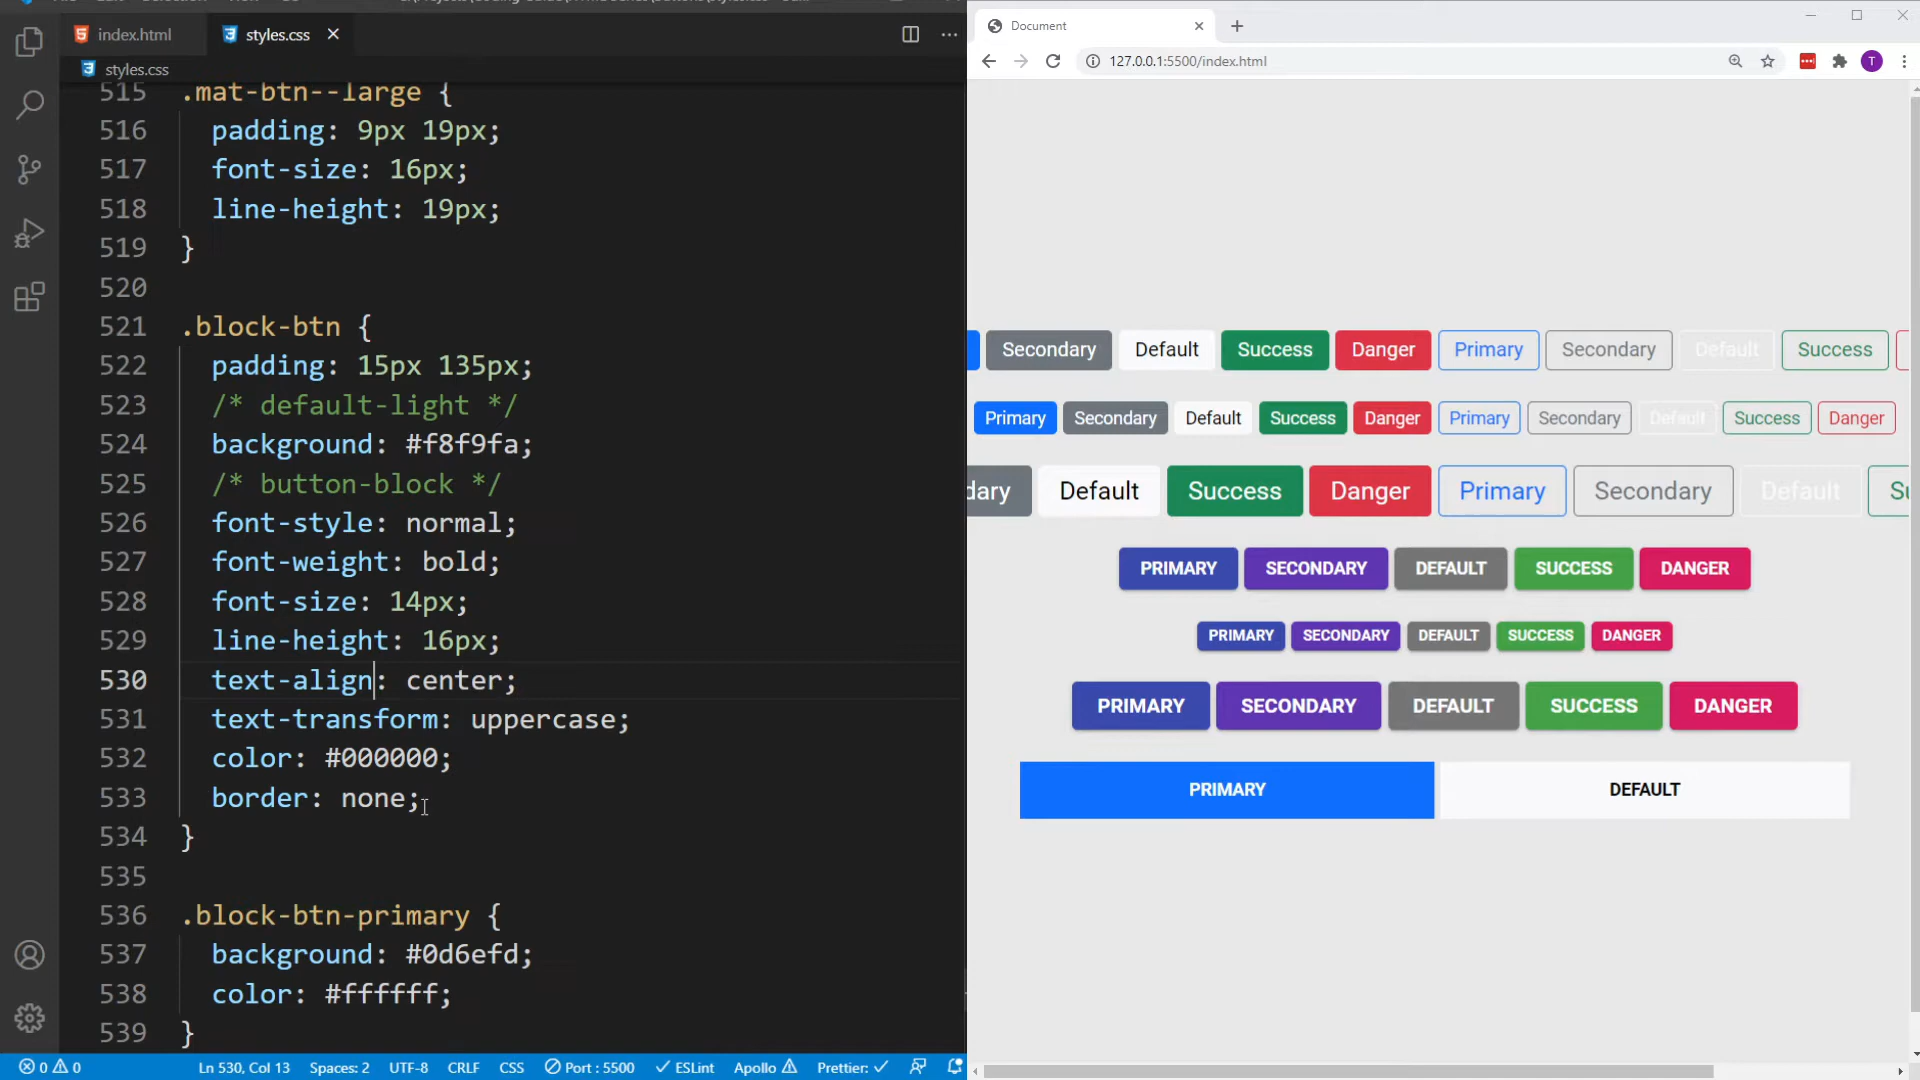 index.html
styles.css
styles.css
515 .mat-btn--large {
516 padding: 9px 19px;
517 font-size: 16px;
518 line-height: 19px;
519 }
520
521 .block-btn {
522 padding: 15px 135px;
523 /* default-light */
524 background: #f8f9fa;
525 /* button-block */
526 font-style: normal;
527 font-weight: bold;
528 font-size: 14px;
529 line-height: 16px;
530 text-align: center;
531 text-transform: uppercase;
532 color: #000000;
533 border: none;
534 }
535
536 .block-btn-primary {
537 background: #0d6efd;
538 color: #ffffff;
539 }
0 0 Ln 530, Col 13 Spaces: 2 UTF-8 CRLF CSS Port : 5500 ESLint Apollo Prettier:
Document
127.0.0.1:5500/index.html T
Secondary Default Success Danger Primary Secondary Default Success
Primary Secondary Default Success Danger Primary Secondary Default Success Danger
dary Default Success Danger Primary Secondary Default
PRIMARY SECONDARY DEFAULT SUCCESS DANGER
PRIMARY SECONDARY DEFAULT SUCCESS DANGER
PRIMARY SECONDARY DEFAULT SUCCESS DANGER
PRIMARY DEFAULT